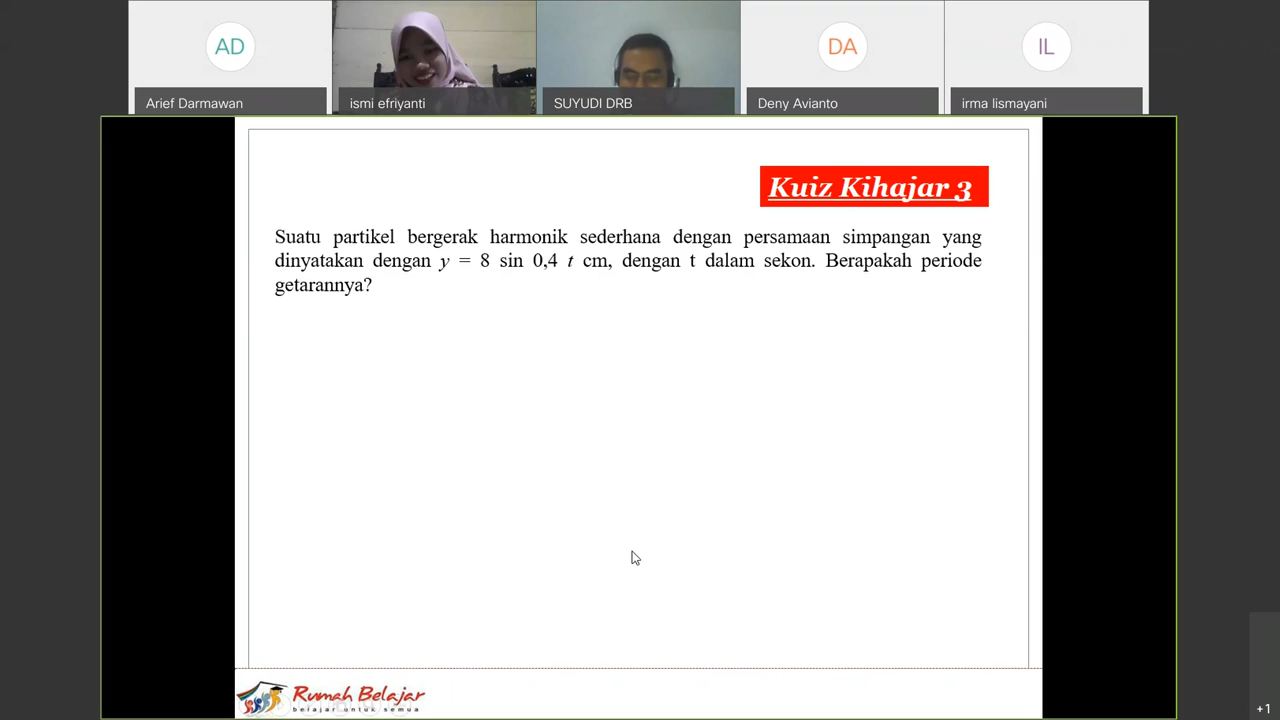 AD
DA
IL
Arief Darmawan
ismi efriyanti
SUYUDI DRB
Deny Avianto
irma lismayani
Kuiz Kihajar 3
Suatu partikel bergerak harmonik sederhana dengan persamaan simpangan yang
dinyatakan dengan y = 8 sin 0,4 t cm, dengan t dalam sekon. Berapakah periode
getarannya?
Rumah Belajar
belajar untuk semua
+1